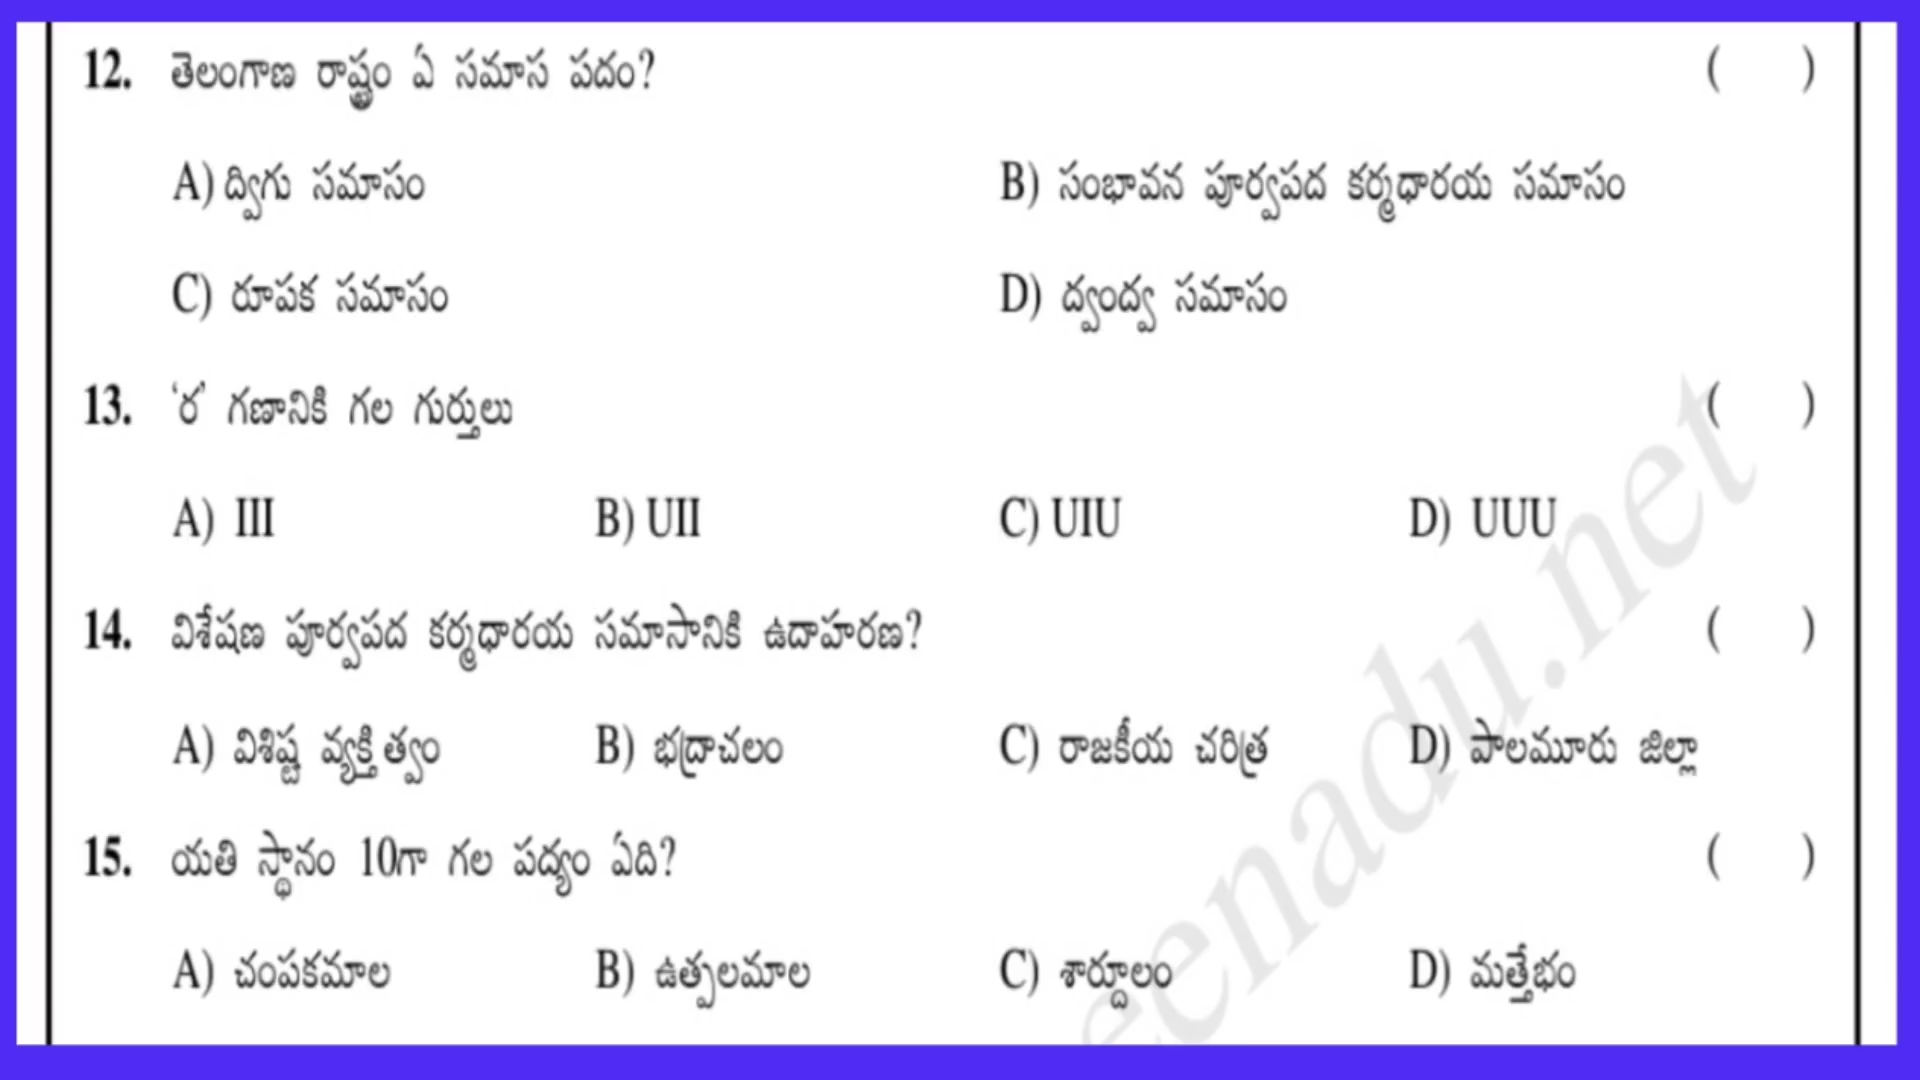 12. తెలంగాణ రాష్ట్రం ఏ సమాస పదం? ( )
A) ద్విగు సమాసం B) సంభావన పూర్వపద కర్మధారయ సమాసం
C) రూపక సమాసం D) ద్వంద్వ సమాసం
13. 'ర' గణానికి గల గుర్తులు ( )
A) III B) UII C) UIU D) UUU
14. విశేషణ పూర్వపద కర్మధారయ సమాసానికి ఉదాహరణ? ( )
A) విశిష్ట వ్యక్తిత్వం B) భద్రాచలం C) రాజకీయ చరిత్ర D) పాలమూరు జిల్లా
15. యతి స్థానం 10గా గల పద్యం ఏది? ( )
A) చంపకమాల B) ఉత్పలమాల C) శార్దూలం D) మత్తేభం
eenadu.net